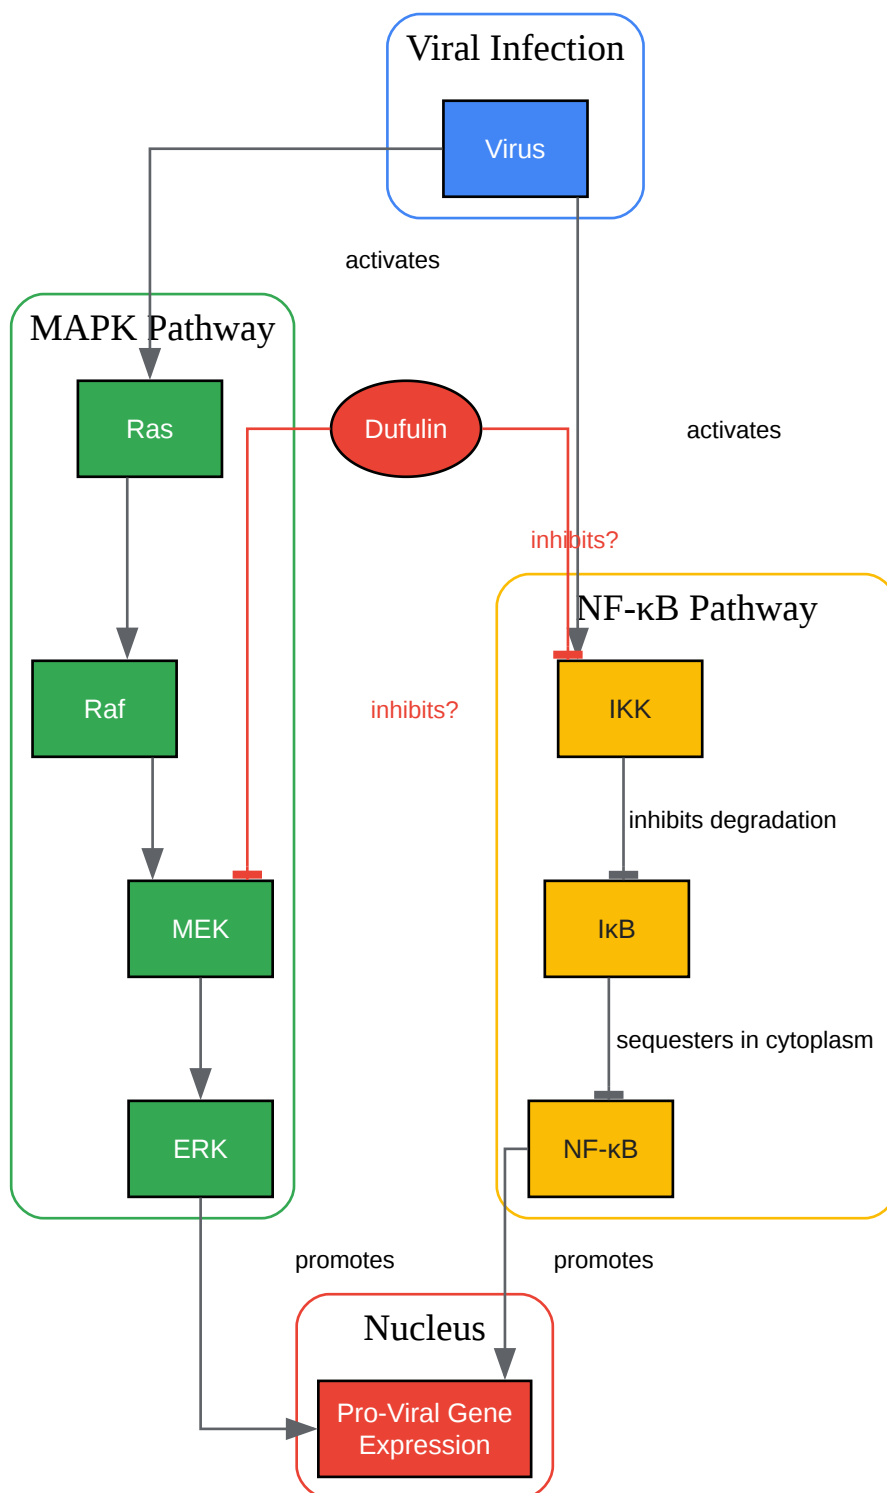 Viral Infection
Virus
activates
MAPK Pathway
Ras
Dufulin
activates
inhibits?
NF-κB Pathway
Raf
inhibits?
IKK
inhibits degradation
MEK
IκB
sequesters in cytoplasm
ERK
NF-κB
promotes
promotes
Nucleus
Pro-Viral Gene
Expression